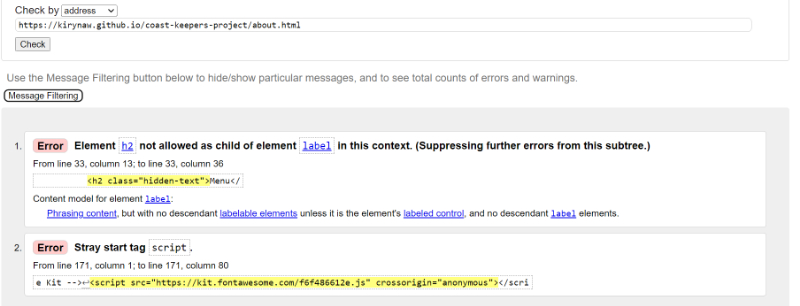 Check by address
https://kirynaw.github.io/coast-keepers-project/about.html
Check
Use the Message Filtering button below to hide/show particular messages, and to see total counts of errors and warnings.
Message Filtering
1. Error Element h2 not allowed as child of element label in this context. (Suppressing further errors from this subtree.)
From line 33, column 13; to line 33, column 36
<h2 class="hidden-text">Menu</
Content model for element label:
Phrasing content, but with no descendant labelable elements unless it is the element's labeled control, and no descendant label elements.
2. Error Stray start tag script.
From line 171, column 1; to line 171, column 80
e Kit -->↩<script src="https://kit.fontawesome.com/f6f486612e.js" crossorigin="anonymous"></scri